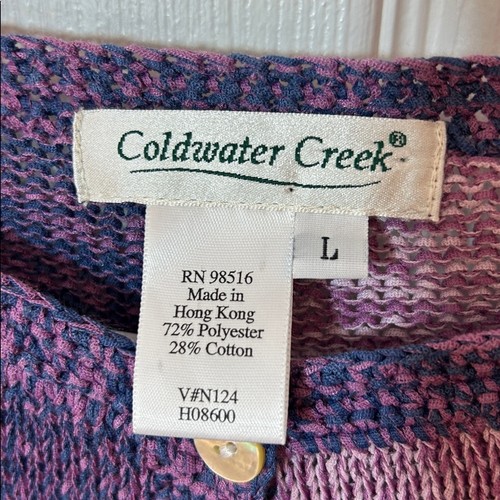 Coldwater Creek®
L
RN 98516
Made in
Hong Kong
72% Polyester
28% Cotton
V#N124
H08600